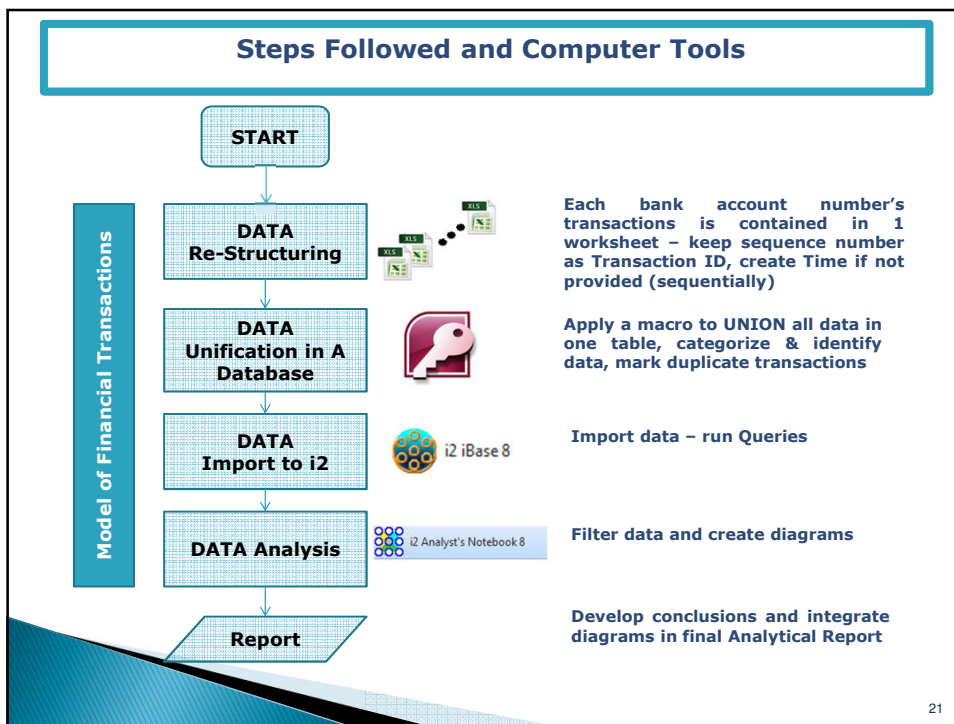 Steps Followed and Computer Tools
START
Model of Financial Transactions
DATA
Re-Structuring
XLS
XLS
XLS
Each bank account number's
transactions is contained in 1
worksheet – keep sequence number
as Transaction ID, create Time if not
provided (sequentially)
DATA
Unification in A
Database
Apply a macro to UNION all data in
one table, categorize & identify
data, mark duplicate transactions
DATA
Import to i2
i2 iBase 8
Import data – run Queries
DATA Analysis
i2 Analyst's Notebook 8
Filter data and create diagrams
Report
Develop conclusions and integrate
diagrams in final Analytical Report
21